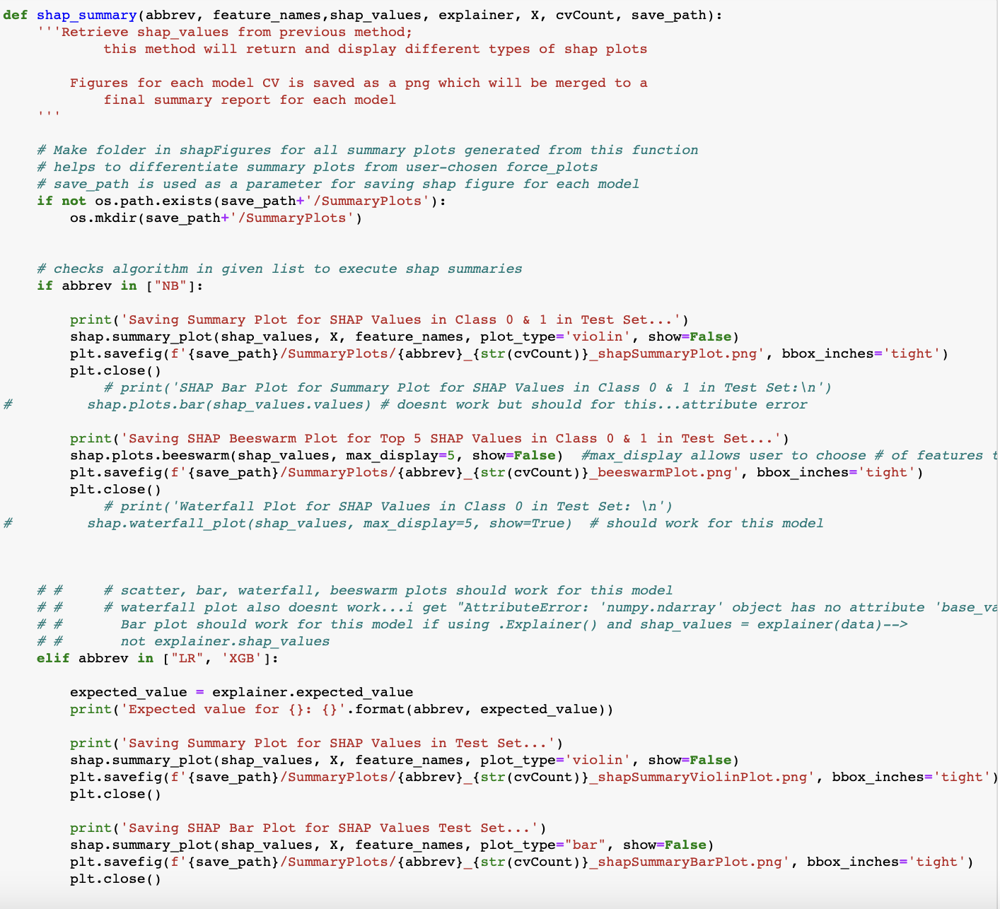 def shap_summary(abbrev, feature_names,shap_values, explainer, X, cvCount, save_path):
    '''Retrieve shap_values from previous method;
            this method will return and display different types of shap plots
        Figures for each model CV is saved as a png which will be merged to a
            final summary report for each model
    '''
    # Make folder in shapFigures for all summary plots generated from this function
    # helps to differentiate summary plots from user-chosen force_plots
    # save_path is used as a parameter for saving shap figure for each model
    if not os.path.exists(save_path+'/SummaryPlots'):
        os.mkdir(save_path+'/SummaryPlots')
    # checks algorithm in given list to execute shap summaries
    if abbrev in ["NB"]:
        print('Saving Summary Plot for SHAP Values in Class 0 & 1 in Test Set...')
        shap.summary_plot(shap_values, X, feature_names, plot_type='violin', show=False)
        plt.savefig(f'{save_path}/SummaryPlots/{abbrev}_{str(cvCount)}_shapSummaryPlot.png', bbox_inches='tight')
        plt.close()
            # print('SHAP Bar Plot for Summary Plot for SHAP Values in Class 0 & 1 in Test Set:\n')
#         shap.plots.bar(shap_values.values) # doesnt work but should for this...attribute error
        print('Saving SHAP Beeswarm Plot for Top 5 SHAP Values in Class 0 & 1 in Test Set...')
        shap.plots.beeswarm(shap_values, max_display=5, show=False)  #max_display allows user to choose # of features t
        plt.savefig(f'{save_path}/SummaryPlots/{abbrev}_{str(cvCount)}_beeswarmPlot.png', bbox_inches='tight')
        plt.close()
            # print('Waterfall Plot for SHAP Values in Class 0 in Test Set: \n')
#         shap.waterfall_plot(shap_values, max_display=5, show=True)  # should work for this model
    # #     # scatter, bar, waterfall, beeswarm plots should work for this model
    # #     # waterfall plot also doesnt work...i get "AttributeError: 'numpy.ndarray' object has no attribute 'base_va
    # #       Bar plot should work for this model if using .Explainer() and shap_values = explainer(data)-->
    # #       not explainer.shap_values
    elif abbrev in ["LR", 'XGB']:
        expected_value = explainer.expected_value
        print('Expected value for {}: {}'.format(abbrev, expected_value))
        print('Saving Summary Plot for SHAP Values in Test Set...')
        shap.summary_plot(shap_values, X, feature_names, plot_type='violin', show=False)
        plt.savefig(f'{save_path}/SummaryPlots/{abbrev}_{str(cvCount)}_shapSummaryViolinPlot.png', bbox_inches='tight')
        plt.close()
        print('Saving SHAP Bar Plot for SHAP Values Test Set...')
        shap.summary_plot(shap_values, X, feature_names, plot_type="bar", show=False)
        plt.savefig(f'{save_path}/SummaryPlots/{abbrev}_{str(cvCount)}_shapSummaryBarPlot.png', bbox_inches='tight')
        plt.close()